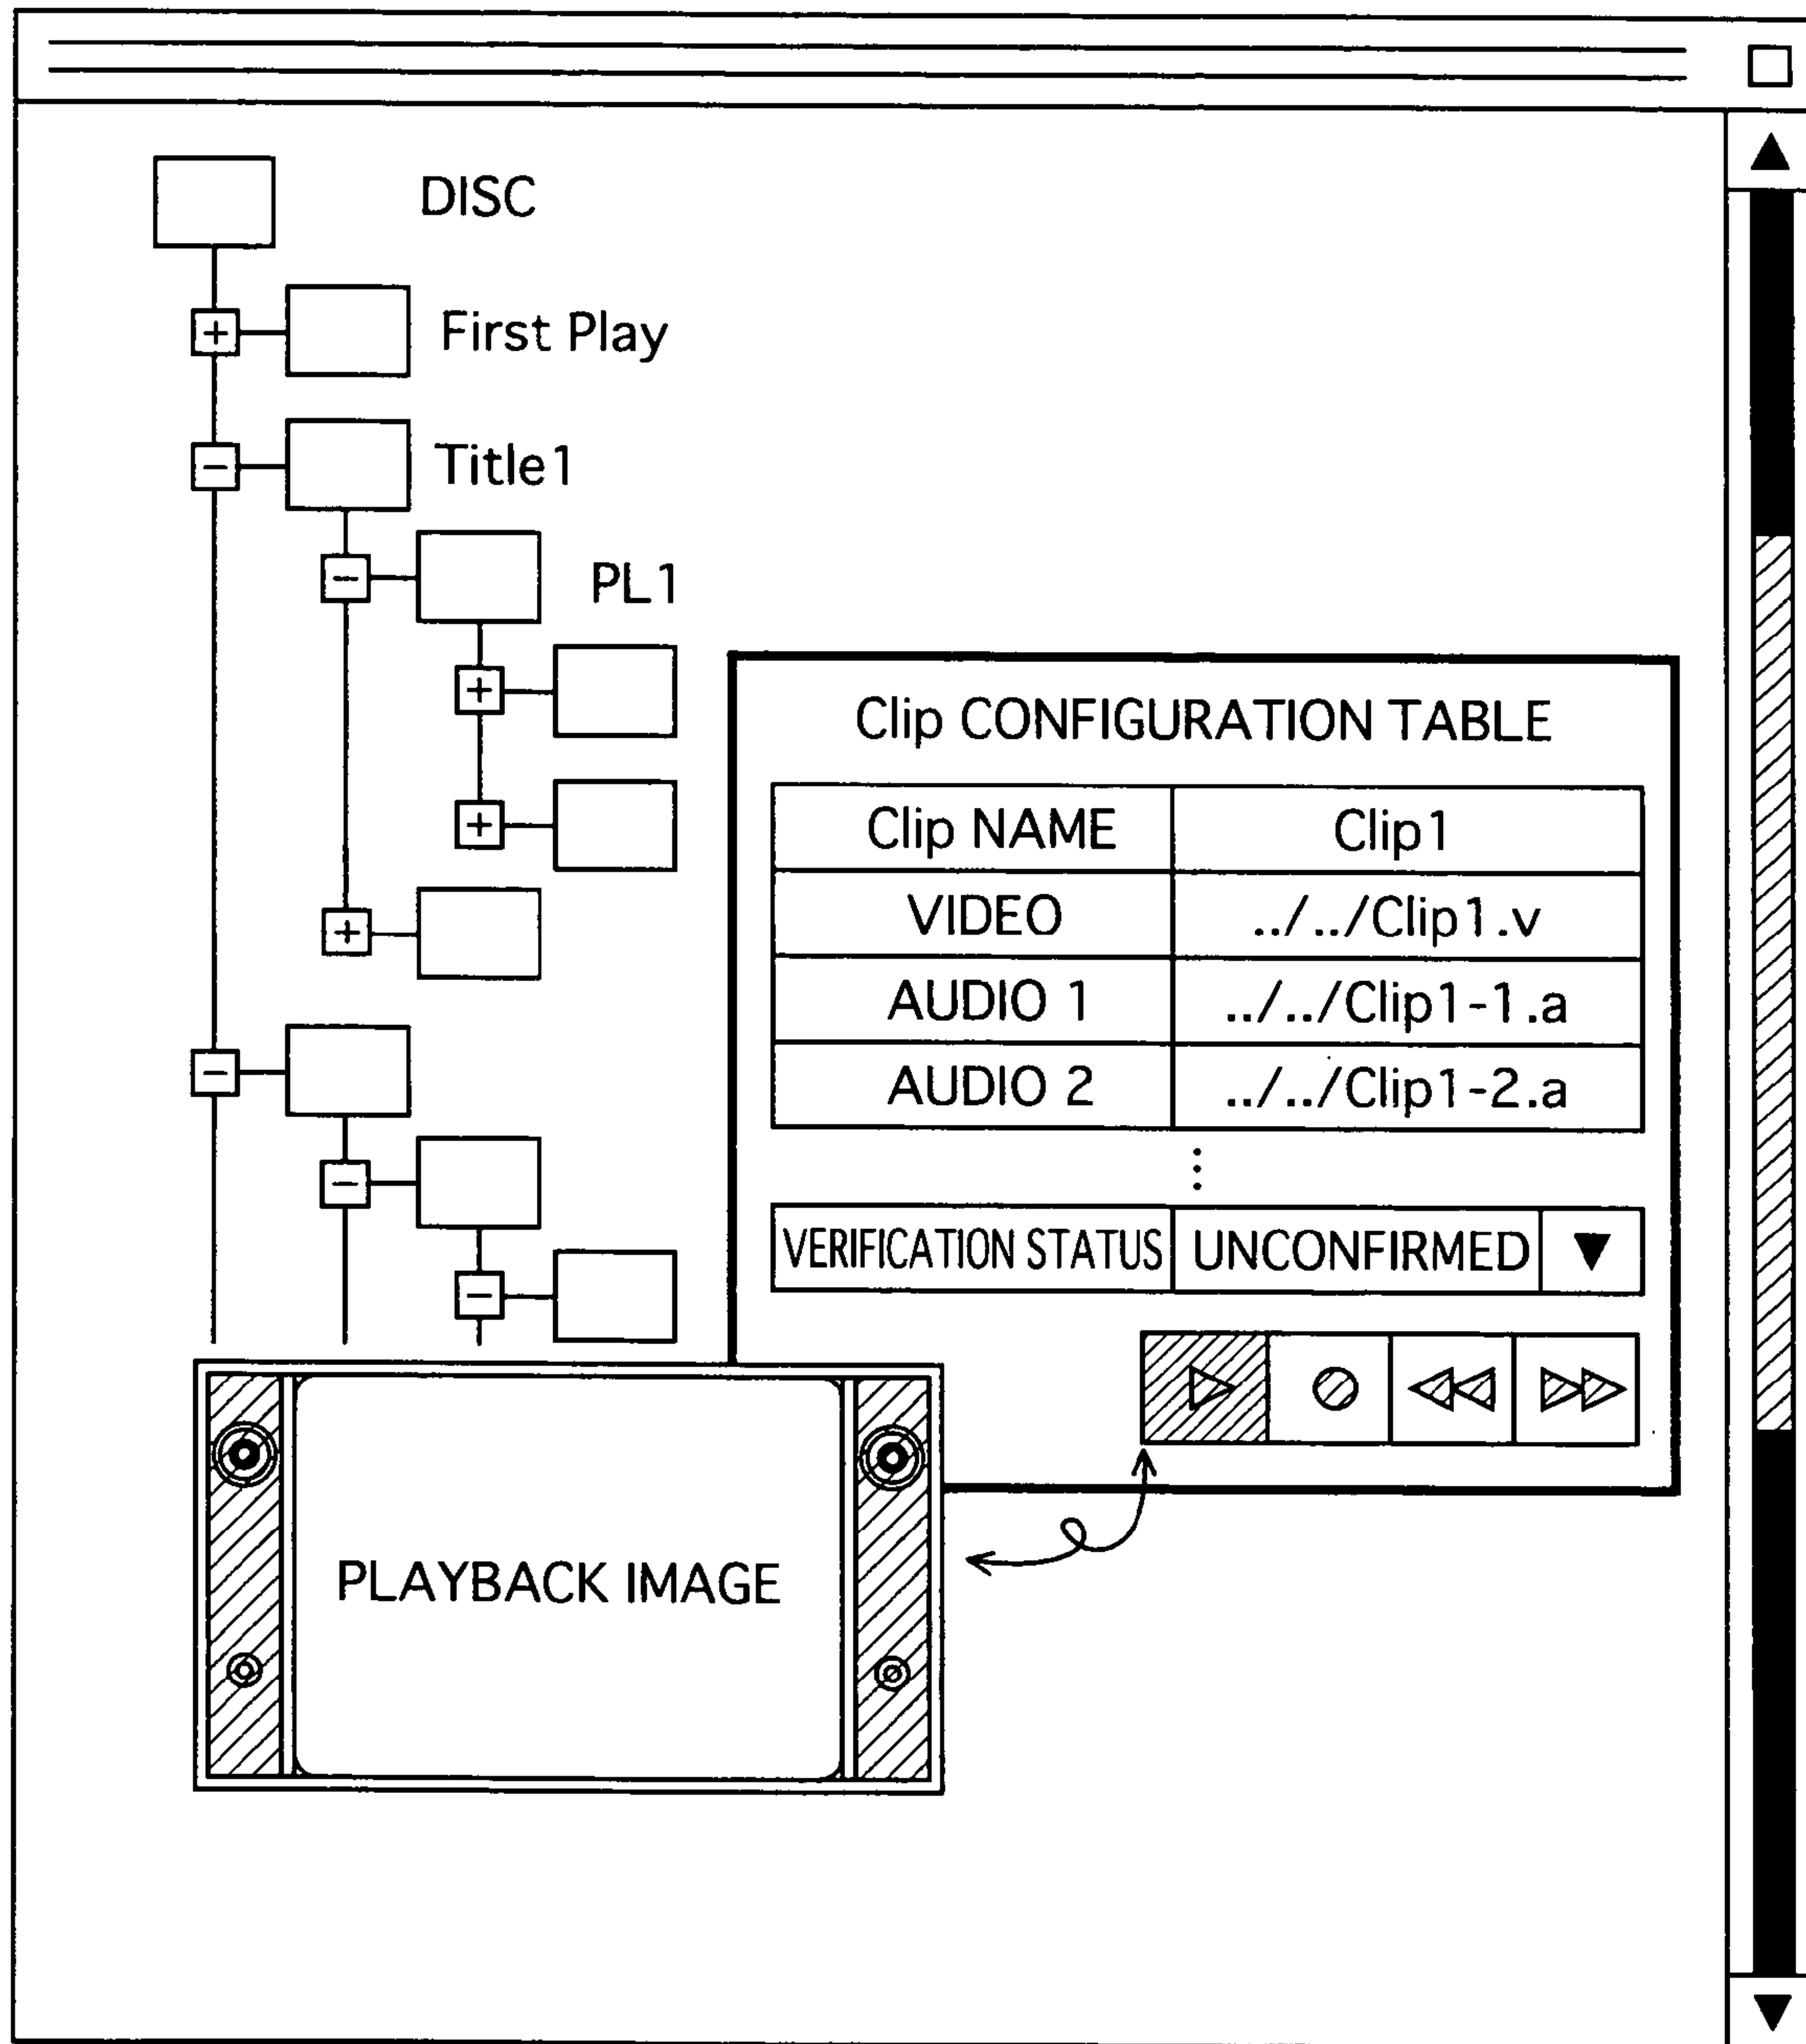 DISC
First Play
Title1
PL1
Clip CONFIGURATION TABLE
Clip NAME Clip1
VIDEO ../../Clip1.v
AUDIO 1 ../../Clip1-1.a
AUDIO 2 ../../Clip1-2.a
VERIFICATION STATUS UNCONFIRMED
PLAYBACK IMAGE